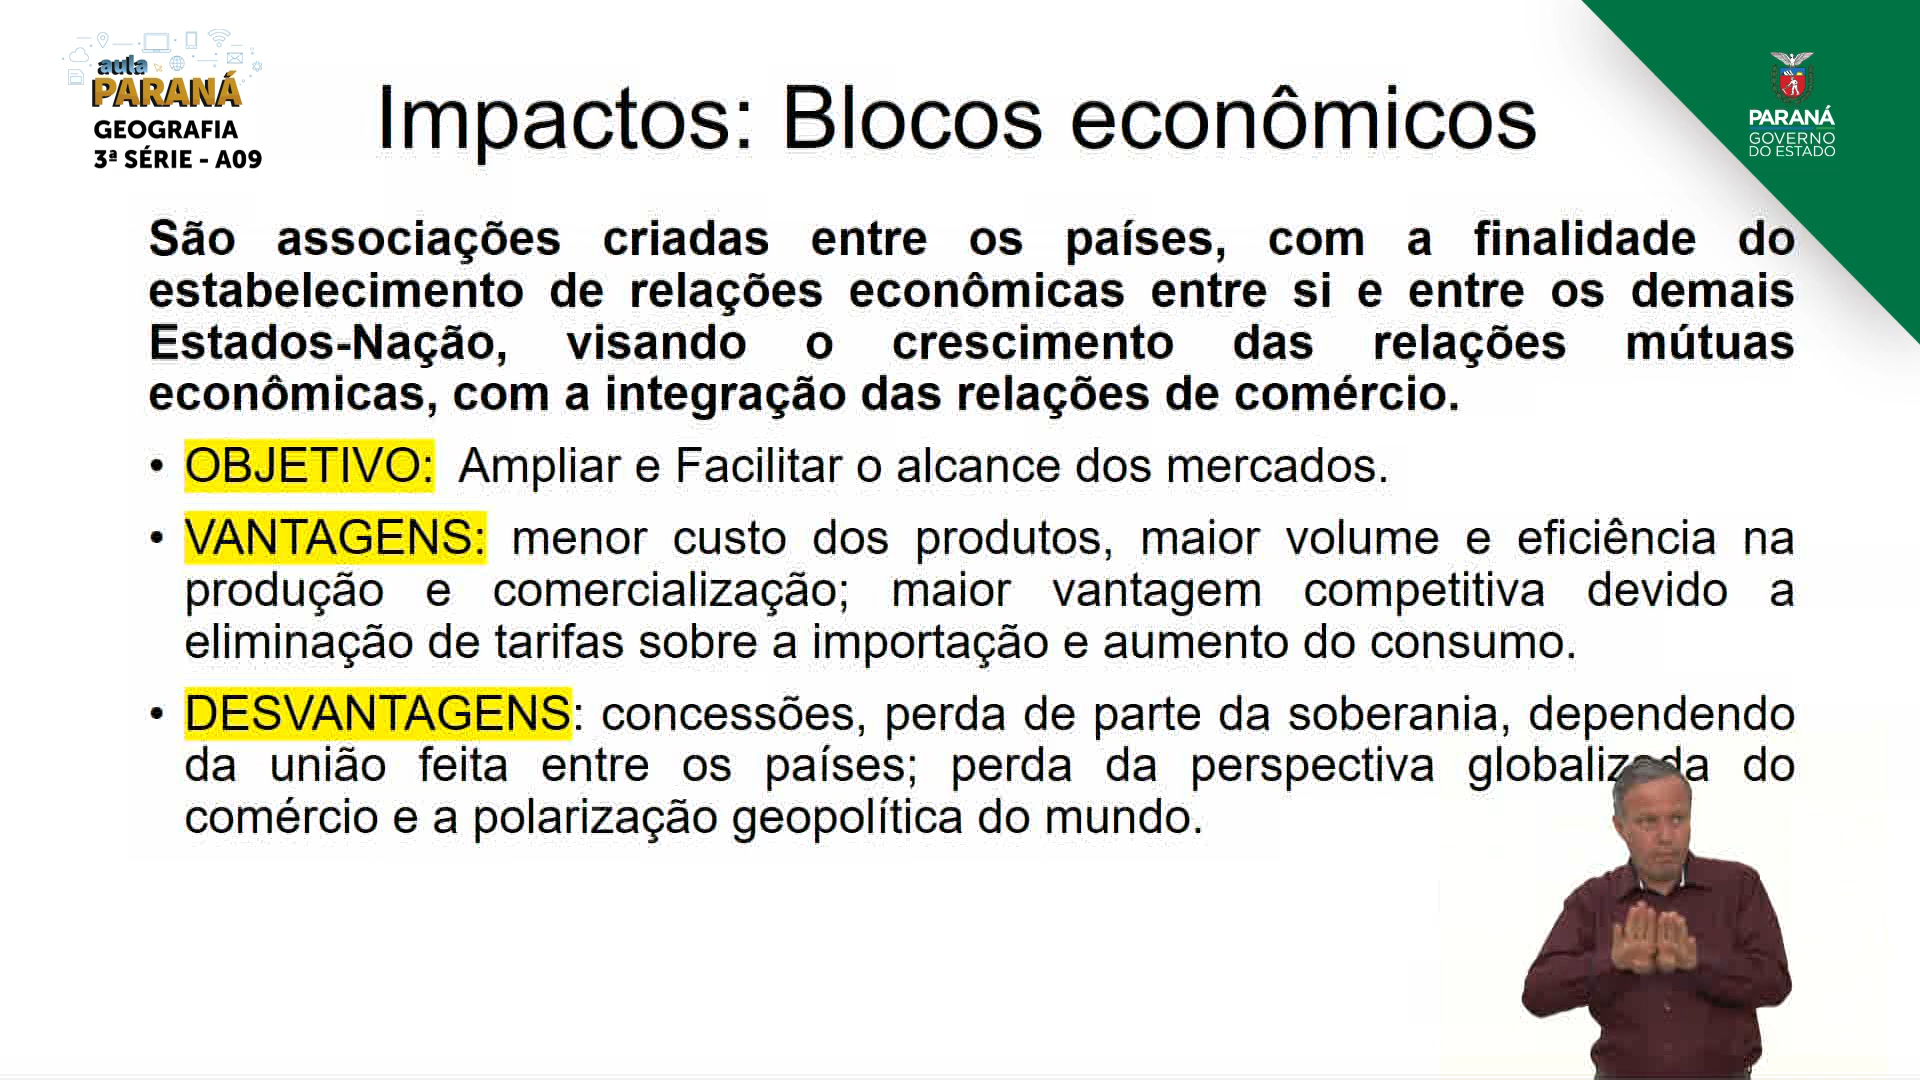 aula
PARANÁ
GEOGRAFIA
3ª SÉRIE - A09
Impactos: Blocos econômicos
PARANÁ
GOVERNO
DO ESTADO
São associações criadas entre os países, com a finalidade do
estabelecimento de relações econômicas entre si e entre os demais
Estados-Nação, visando o crescimento das relações mútuas
econômicas, com a integração das relações de comércio.
• OBJETIVO: Ampliar e Facilitar o alcance dos mercados.
• VANTAGENS: menor custo dos produtos, maior volume e eficiência na
produção e comercialização; maior vantagem competitiva devido a
eliminação de tarifas sobre a importação e aumento do consumo.
• DESVANTAGENS: concessões, perda de parte da soberania, dependendo
da união feita entre os países; perda da perspectiva globalizada do
comércio e a polarização geopolítica do mundo.